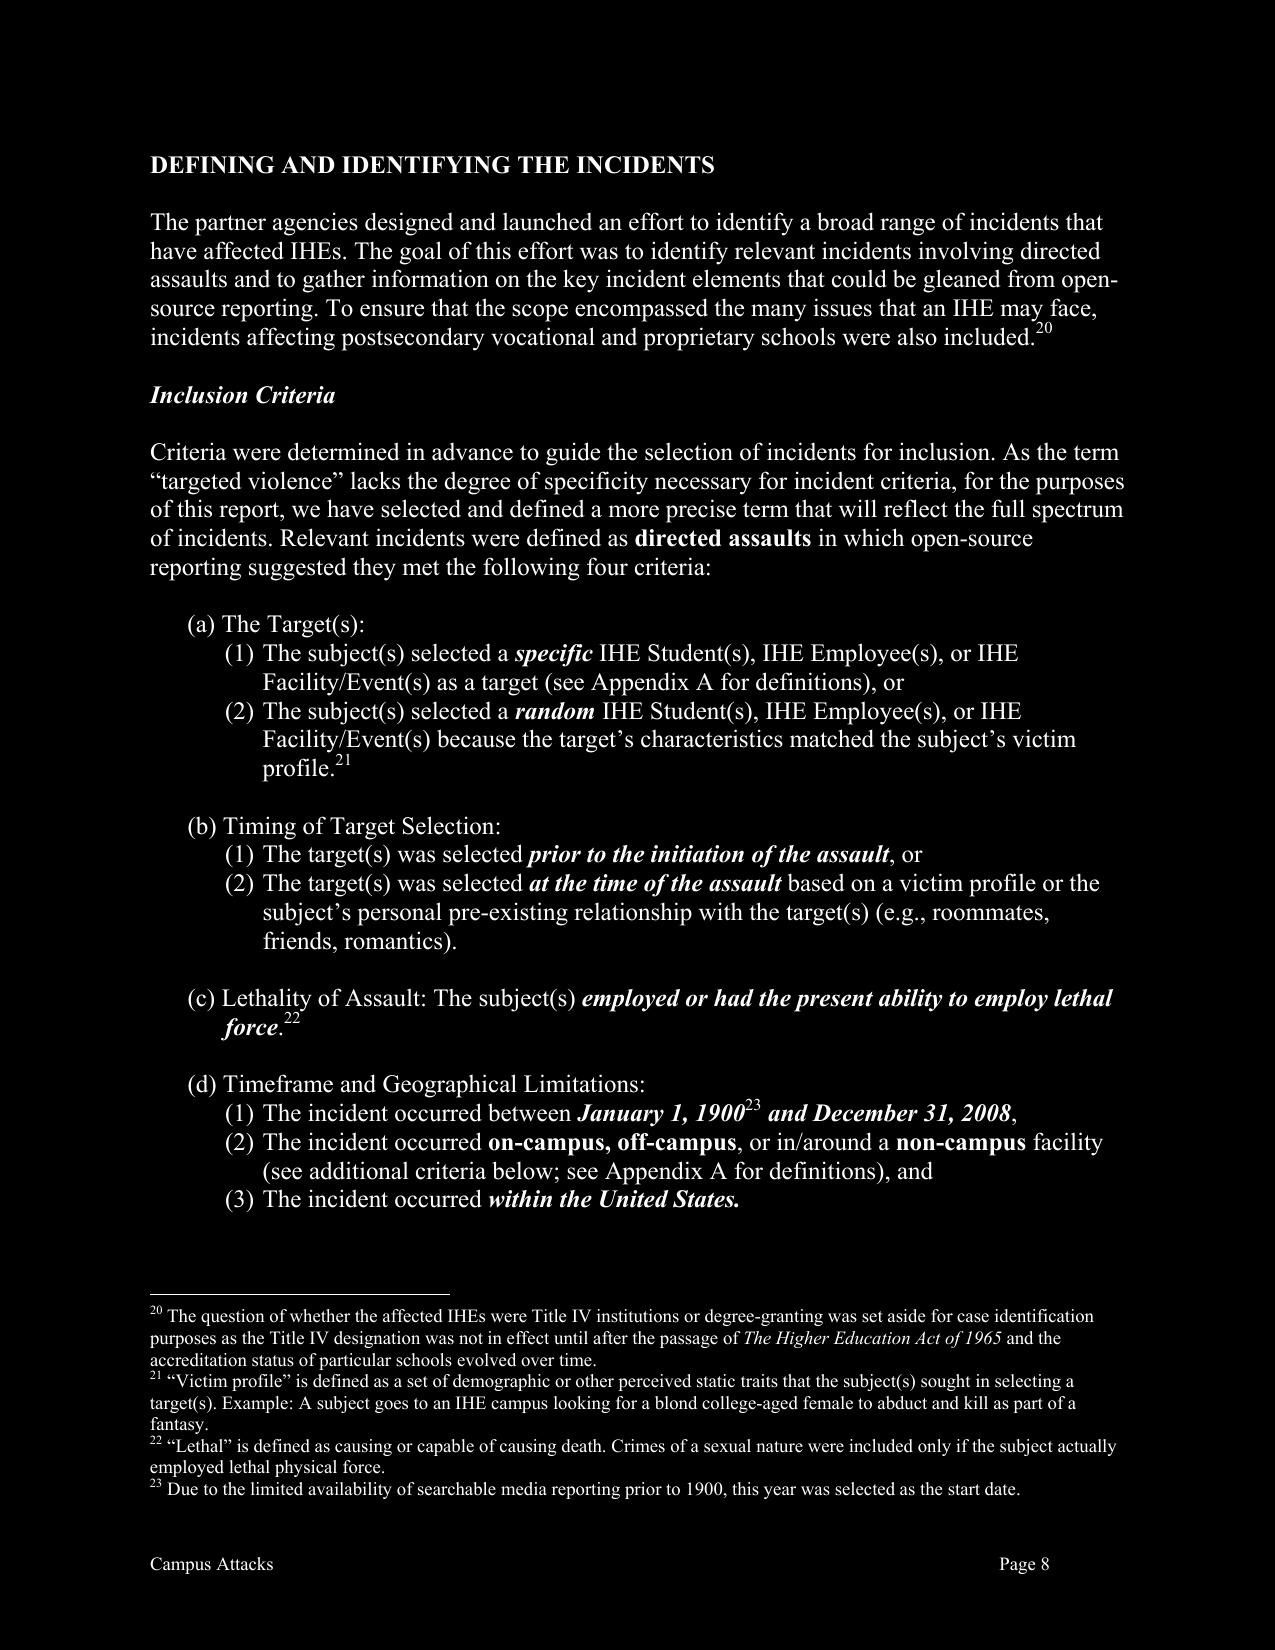 DEFINING AND IDENTIFYING THE INCIDENTS
The partner agencies designed and launched an effort to identify a broad range of incidents that
have affected IHEs. The goal of this effort was to identify relevant incidents involving directed
assaults and to gather information on the key incident elements that could be gleaned from open-
source reporting. To ensure that the scope encompassed the many issues that an IHE may face,
incidents affecting postsecondary vocational and proprietary schools were also included.20
Inclusion Criteria
Criteria were determined in advance to guide the selection of incidents for inclusion. As the term
“targeted violence” lacks the degree of specificity necessary for incident criteria, for the purposes
of this report, we have selected and defined a more precise term that will reflect the full spectrum
of incidents. Relevant incidents were defined as directed assaults in which open-source
reporting suggested they met the following four criteria:
(a) The Target(s):
(1) The subject(s) selected a specific IHE Student(s), IHE Employee(s), or IHE
Facility/Event(s) as a target (see Appendix A for definitions), or
(2) The subject(s) selected a random IHE Student(s), IHE Employee(s), or IHE
Facility/Event(s) because the target’s characteristics matched the subject’s victim
profile.21
(b) Timing of Target Selection:
(1) The target(s) was selected prior to the initiation of the assault, or
(2) The target(s) was selected at the time of the assault based on a victim profile or the
subject’s personal pre-existing relationship with the target(s) (e.g., roommates,
friends, romantics).
(c) Lethality of Assault: The subject(s) employed or had the present ability to employ lethal
force.22
(d) Timeframe and Geographical Limitations:
(1) The incident occurred between January 1, 190023 and December 31, 2008,
(2) The incident occurred on-campus, off-campus, or in/around a non-campus facility
(see additional criteria below; see Appendix A for definitions), and
(3) The incident occurred within the United States.
20 The question of whether the affected IHEs were Title IV institutions or degree-granting was set aside for case identification
purposes as the Title IV designation was not in effect until after the passage of The Higher Education Act of 1965 and the
accreditation status of particular schools evolved over time.
21 “Victim profile” is defined as a set of demographic or other perceived static traits that the subject(s) sought in selecting a
target(s). Example: A subject goes to an IHE campus looking for a blond college-aged female to abduct and kill as part of a
fantasy.
22 “Lethal” is defined as causing or capable of causing death. Crimes of a sexual nature were included only if the subject actually
employed lethal physical force.
23 Due to the limited availability of searchable media reporting prior to 1900, this year was selected as the start date.
Campus Attacks Page 8